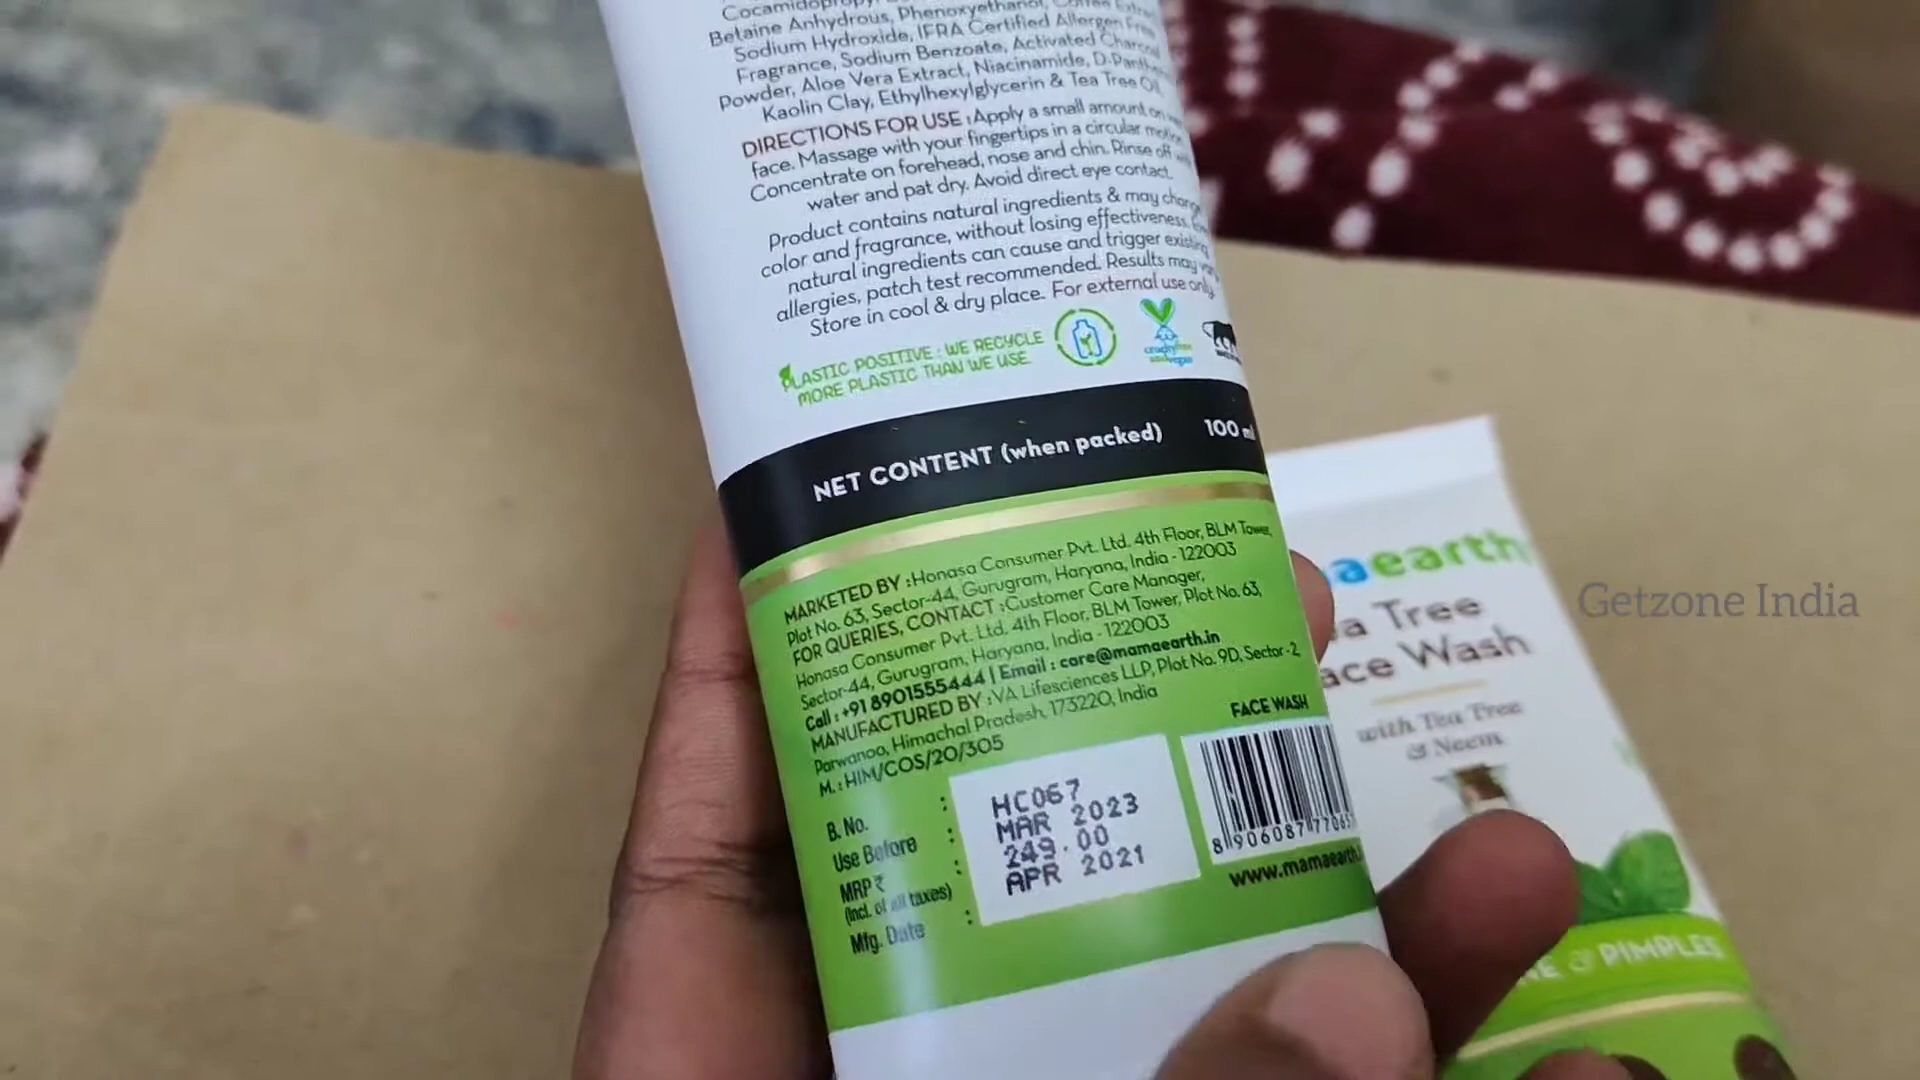 Betaine Anhydrous, Phenoxyethanol, Coffee
Sodium Hydroxide, IFRA Certified Allergen Free
Fragrance, Sodium Benzoate, Activated
Powder, Aloe Vera Extract, Niacinamide,
Kaolin Clay, Ethylhexylglycerin & Tea Tree
DIRECTIONS FOR USE : Apply a small amount on
face. Massage with your fingertips in a circular
Concentrate on forehead, nose and chin. Rinse off
water and pat dry. Avoid direct eye contact.
Product contains natural ingredients & may
color and fragrance, without losing effectiveness.
natural ingredients can cause and trigger existing
allergies, patch test recommended. Results may
Store in cool & dry place. For external use only.
PLASTIC POSITIVE : WE RECYCLE
MORE PLASTIC THAN WE USE
NET CONTENT (when packed) 100 ml
MARKETED BY : Honasa Consumer Pvt. Ltd. 4th Floor, BLM Tower,
Plot No. 63, Sector-44, Gurugram, Haryana, India - 122003
FOR QUERIES, CONTACT : Customer Care Manager,
Honasa Consumer Pvt. Ltd. 4th Floor, BLM Tower, Plot No. 63,
Sector-44, Gurugram, Haryana, India - 122003
Call : +91 8901555444 | Email : care@mamaearth.in
MANUFACTURED BY : VA Lifesciences LLP, Plot No. 9D, Sector-2,
Parwanoo, Himachal Pradesh, 173220, India
M. : HIM/COS/20/305
FACE WASH
B. No. : HC067
Use Before : MAR 2023
MRP ₹ : 249.00
(Incl. of all taxes)
Mfg. Date : APR 2021
8 906087 77065
www.mamaearth.
maearth
Tree
Wash
with Tea Tree
& Neem
& PIMPLES
Getzone India